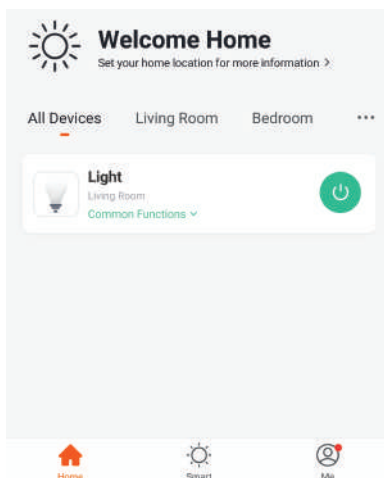 Welcome Home
Set your home location for more information >
All Devices Living Room Bedroom ...
Light
Living Room
Common Functions
Home Smart Me